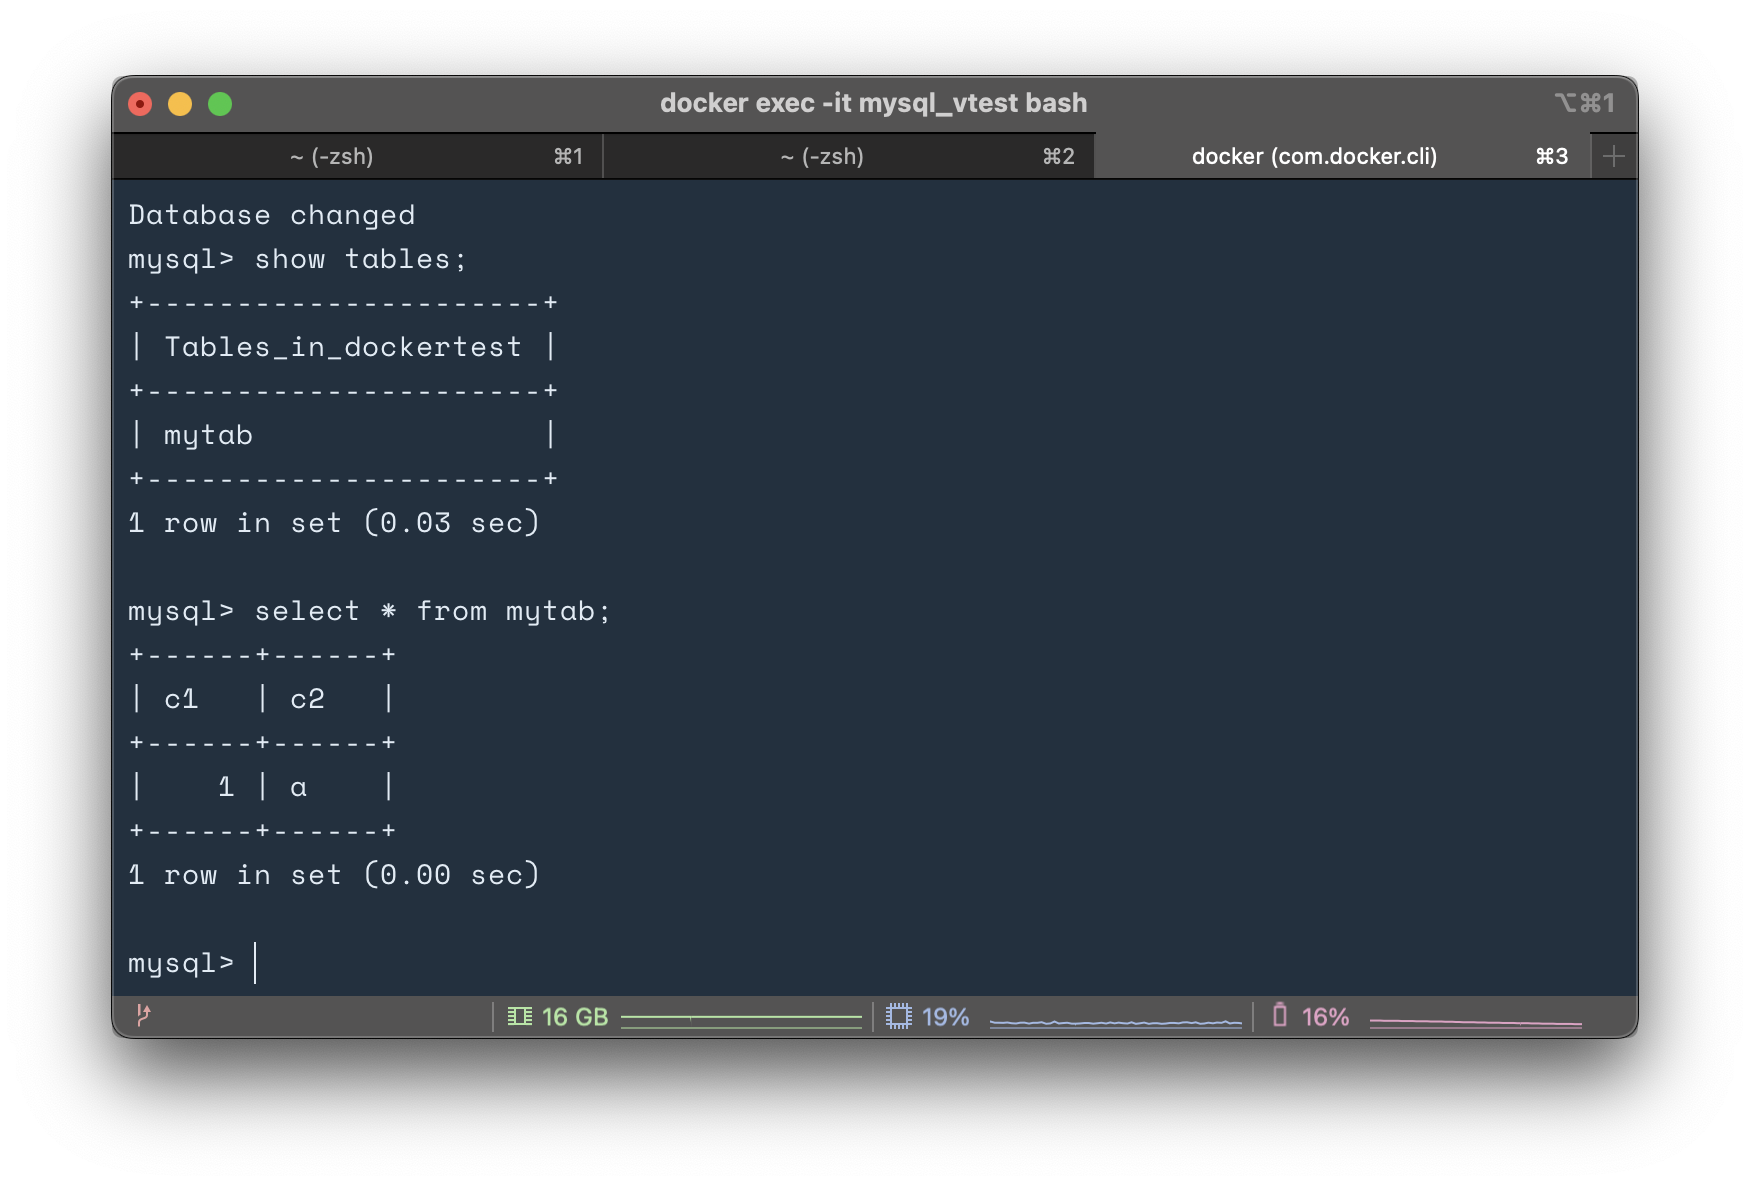 docker exec -it mysql_vtest bash ⌥⌘1
~ (-zsh) ⌘1 ~ (-zsh) ⌘2 docker (com.docker.cli) ⌘3 +
Database changed
mysql> show tables;
+----------------------+
| Tables_in_dockertest |
+----------------------+
| mytab                |
+----------------------+
1 row in set (0.03 sec)

mysql> select * from mytab;
+------+------+
| c1   | c2   |
+------+------+
|    1 | a    |
+------+------+
1 row in set (0.00 sec)

mysql>
16 GB 19% 16%